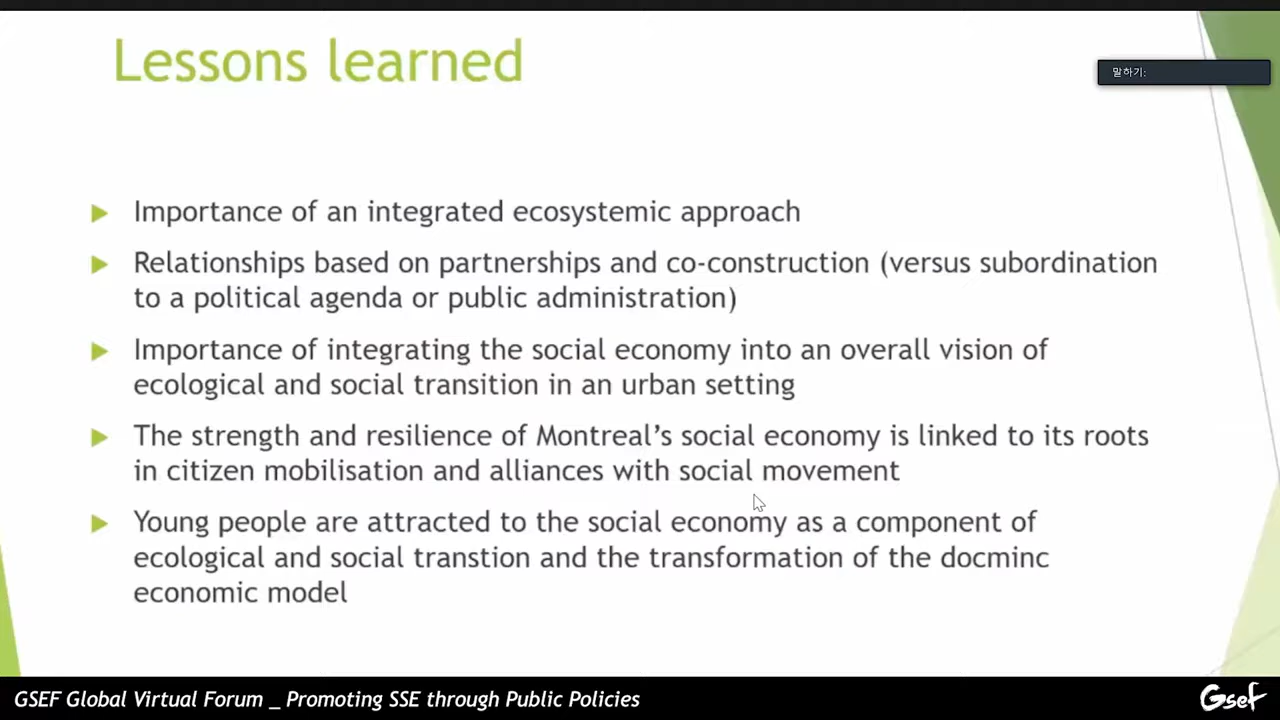 Lessons learned
말하기:
Importance of an integrated ecosystemic approach
Relationships based on partnerships and co-construction (versus subordination
to a political agenda or public administration)
Importance of integrating the social economy into an overall vision of
ecological and social transition in an urban setting
The strength and resilience of Montreal's social economy is linked to its roots
in citizen mobilisation and alliances with social movement
Young people are attracted to the social economy as a component of
ecological and social transtion and the transformation of the docminc
economic model
GSEF Global Virtual Forum _ Promoting SSE through Public Policies
Gsef